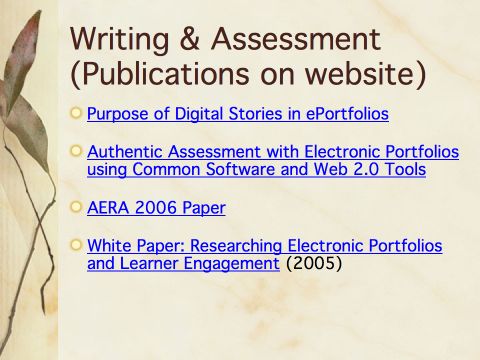 Writing & Assessment
(Publications on website)
Purpose of Digital Stories in ePortfolios
Authentic Assessment with Electronic Portfolios
using Common Software and Web 2.0 Tools
AERA 2006 Paper
White Paper: Researching Electronic Portfolios
and Learner Engagement (2005)